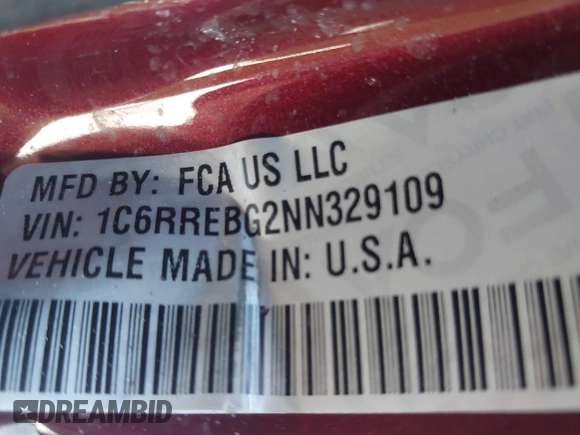 MFD BY: FCA US LLC
VIN: 1C6RREBG2NN329109
VEHICLE MADE IN: U.S.A.
DREAMBID